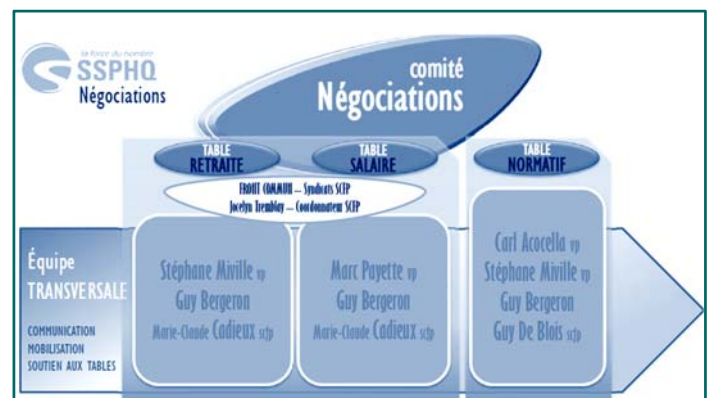 la force du nombre
SSPHQ
Négociations
comité
Négociations
TABLE
RETRAITE
TABLE
SALAIRE
TABLE
NORMATIF
FRONT COMMUN – Syndicats SCFP
Jocelyn Tremblay – Coordonnateur SCFP
Équipe
TRANSVERSALE
COMMUNICATION
MOBILISATION
SOUTIEN AUX TABLES
Stéphane Miville vp
Guy Bergeron
Marie-Claude Cadieux scfp
Marc Payette vp
Guy Bergeron
Marie-Claude Cadieux scfp
Carl Acocella vp
Stéphane Miville vp
Guy Bergeron
Guy De Blois scfp